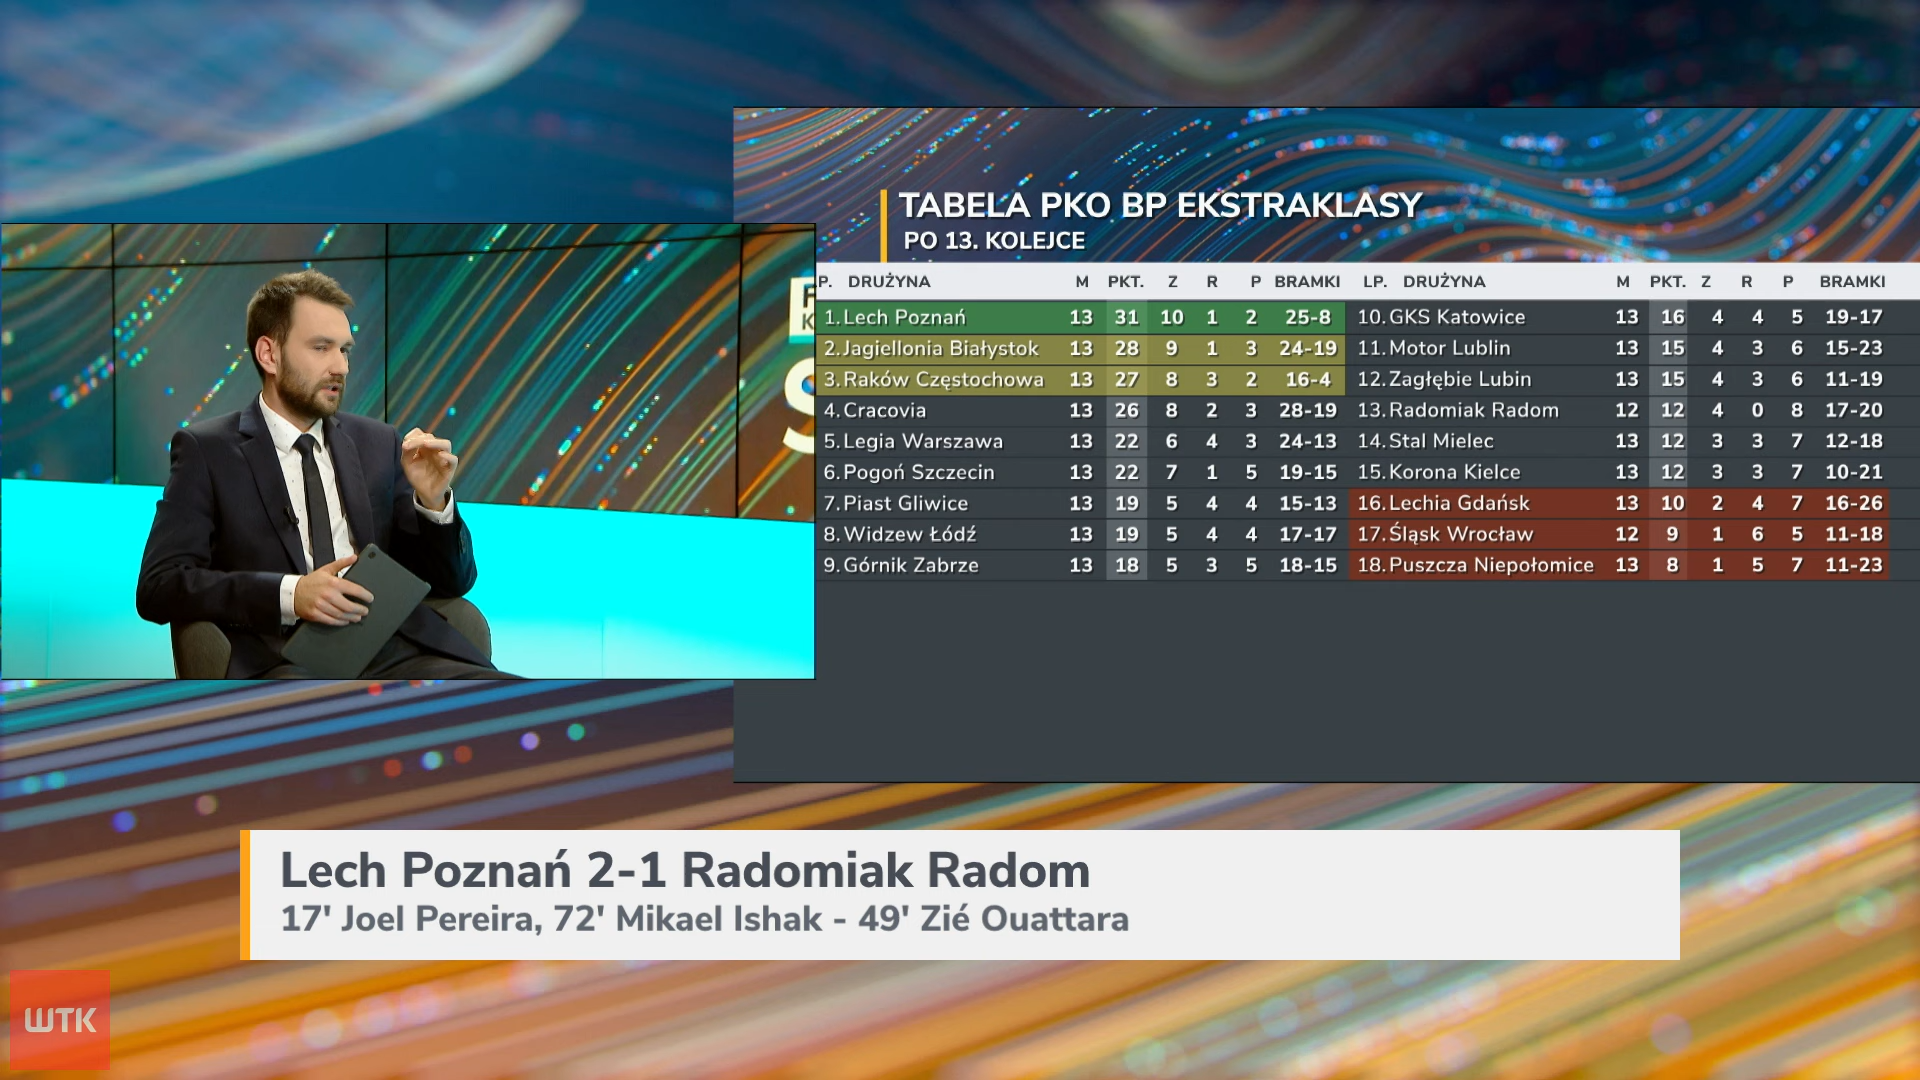 TABELA PKO BP EKSTRAKLASY
PO 13. KOLEJCE
P. DRUŻYNA M PKT. Z R P BRAMKI LP. DRUŻYNA M PKT. Z R P BRAMKI
1. Lech Poznań 13 31 10 1 2 25-8 10. GKS Katowice 13 16 4 4 5 19-17
2. Jagiellonia Białystok 13 28 9 1 3 24-19 11. Motor Lublin 13 15 4 3 6 15-23
3. Raków Częstochowa 13 27 8 3 2 16-4 12. Zagłębie Lubin 13 15 4 3 6 11-19
4. Cracovia 13 26 8 2 3 28-19 13. Radomiak Radom 12 12 4 0 8 17-20
5. Legia Warszawa 13 22 6 4 3 24-13 14. Stal Mielec 13 12 3 3 7 12-18
6. Pogoń Szczecin 13 22 7 1 5 19-15 15. Korona Kielce 13 12 3 3 7 10-21
7. Piast Gliwice 13 19 5 4 4 15-13 16. Lechia Gdańsk 13 10 2 4 7 16-26
8. Widzew Łódź 13 19 5 4 4 17-17 17. Śląsk Wrocław 12 9 1 6 5 11-18
9. Górnik Zabrze 13 18 5 3 5 18-15 18. Puszcza Niepołomice 13 8 1 5 7 11-23
Lech Poznań 2-1 Radomiak Radom
17' Joel Pereira, 72' Mikael Ishak - 49' Zié Ouattara
WTK